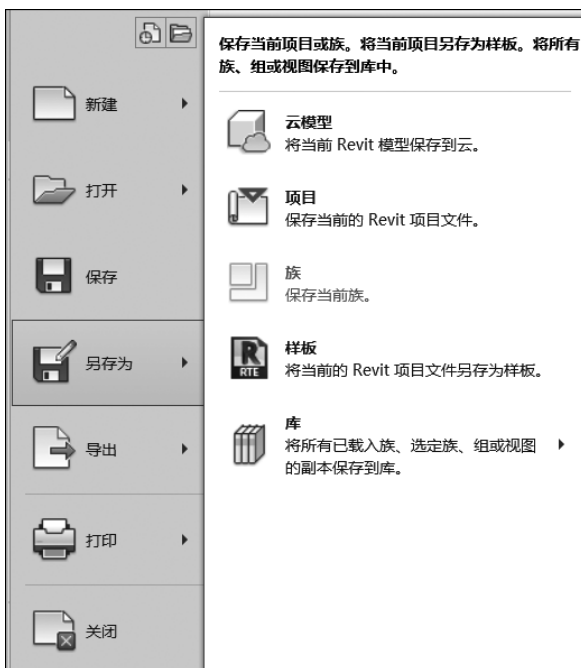 保存当前项目或族。将当前项目另存为样板。将所有
族、组或视图保存到库中。
新建
打开
保存
另存为
导出
打印
关闭
云模型
将当前 Revit 模型保存到云。
项目
保存当前的 Revit 项目文件。
族
保存当前族。
R
RTE
样板
将当前的 Revit 项目文件另存为样板。
库
将所有已载入族、选定族、组或视图
的副本保存到库。